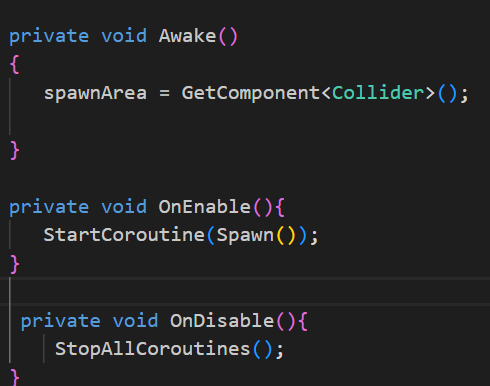 private void Awake()
{
spawnArea = GetComponent<Collider>();
}
private void OnEnable(){
StartCoroutine(Spawn());
}
private void OnDisable(){
StopAllCoroutines();
}